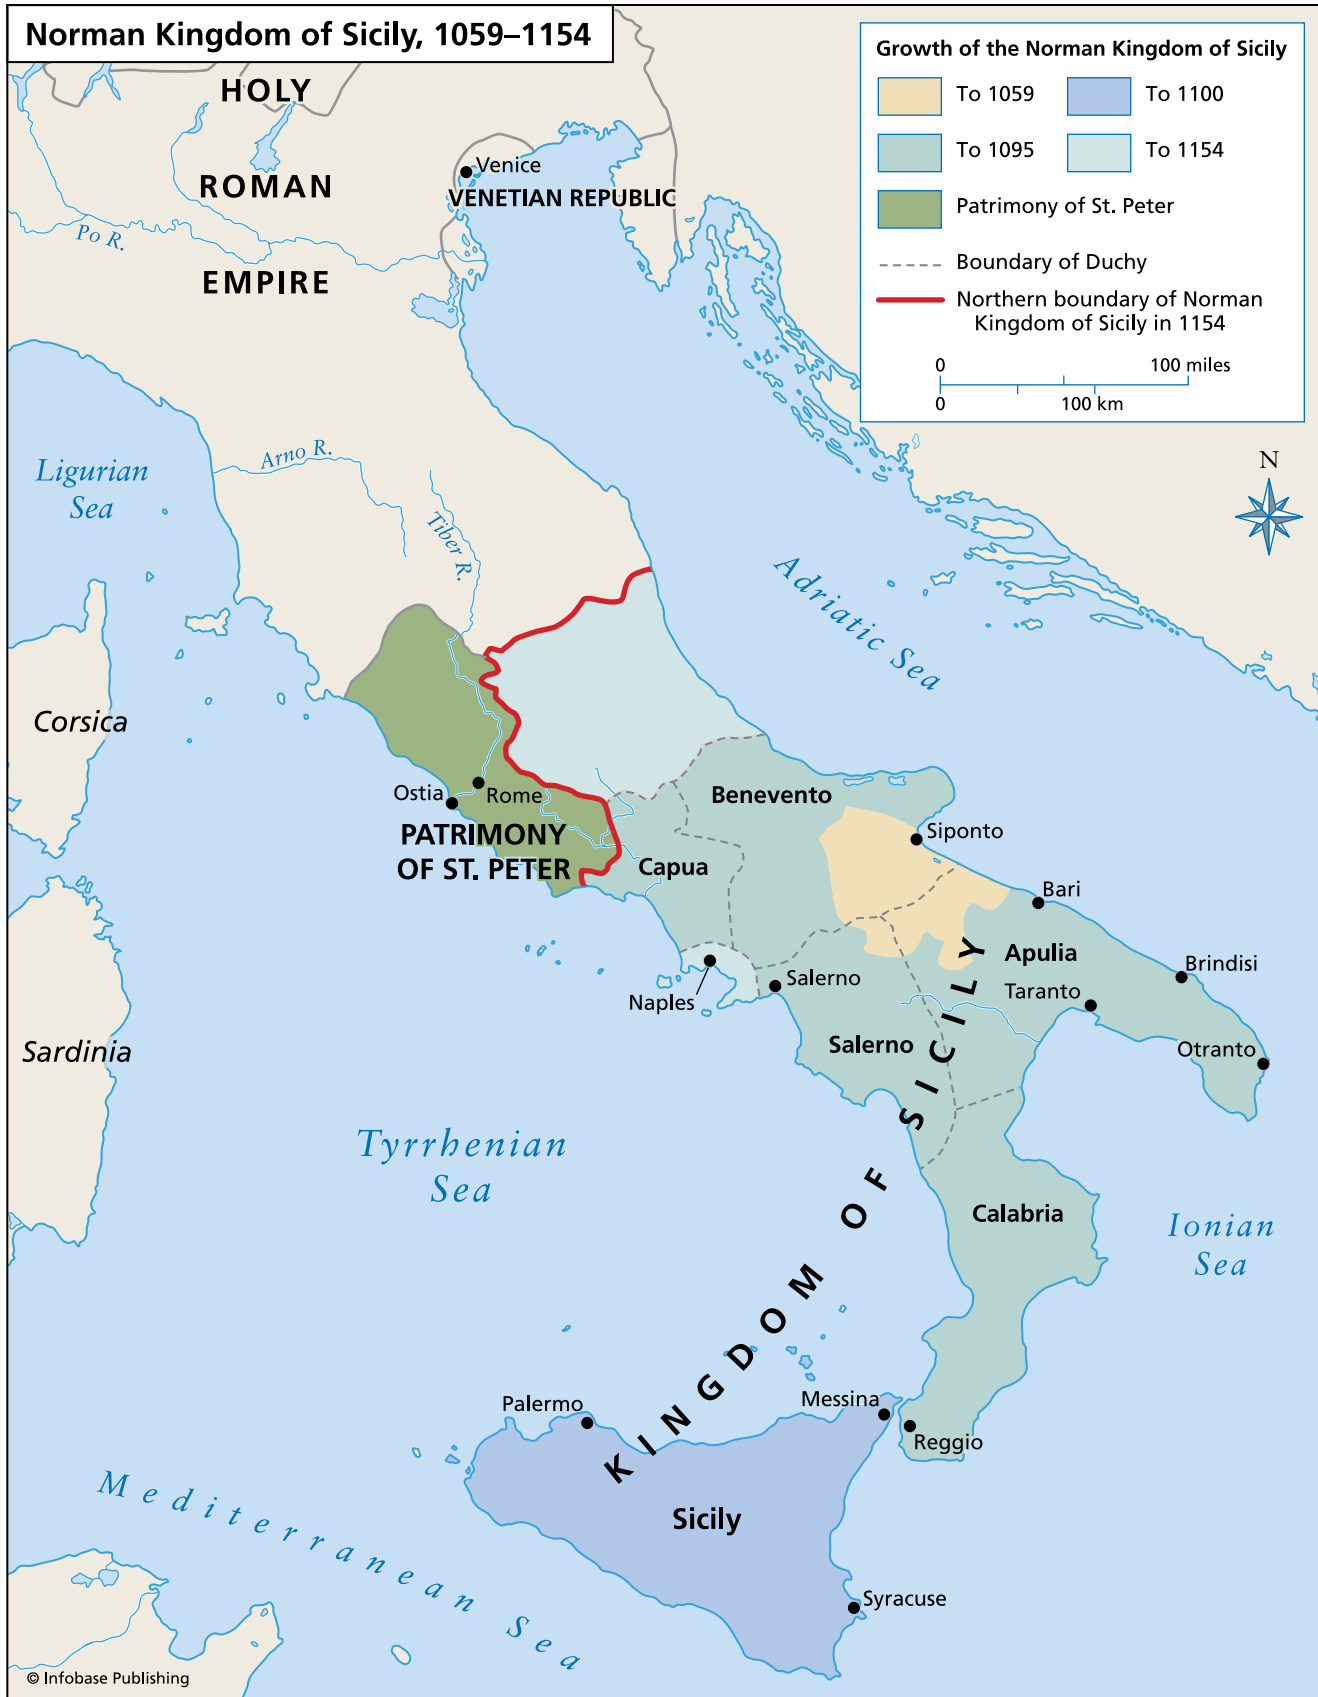 Norman Kingdom of Sicily, 1059–1154
Growth of the Norman Kingdom of Sicily
To 1059
To 1100
To 1095
To 1154
Patrimony of St. Peter
Boundary of Duchy
Northern boundary of Norman
Kingdom of Sicily in 1154
0
100 miles
0
100 km
N
HOLY
ROMAN
EMPIRE
Venice
VENETIAN REPUBLIC
Po R.
Arno R.
Tiber R.
Ligurian
Sea
Adriatic Sea
Corsica
Ostia
Rome
PATRIMONY
OF ST. PETER
Benevento
Siponto
Capua
Bari
Apulia
Brindisi
Naples
Salerno
Taranto
Salerno
Otranto
Sardinia
Tyrrhenian
Sea
KINGDOM OF SICILY
Calabria
Ionian
Sea
Palermo
Messina
Reggio
Sicily
Syracuse
Mediterranean Sea
© Infobase Publishing